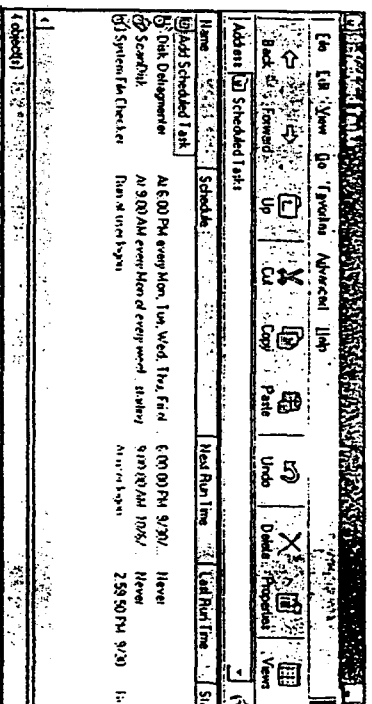 File Edit View Go Favorites Advanced Help
Back Forward Up Cut Copy Paste Undo Delete Properties Views
Address Scheduled Tasks
Name Schedule Next Run Time Last Run Time
Add Scheduled Task
Disk Defragmenter At 6:00 PM every Mon, Tue, Wed, Thu, Fri of 6:00:00 PM 9/30/... Never
ScanDisk At 9:00 AM every Mon of every week, starting 9:00:00 AM 10/6/ Never
System File Checker Run at user logon At user logon 2:59:50 PM 9/30
4 object(s)